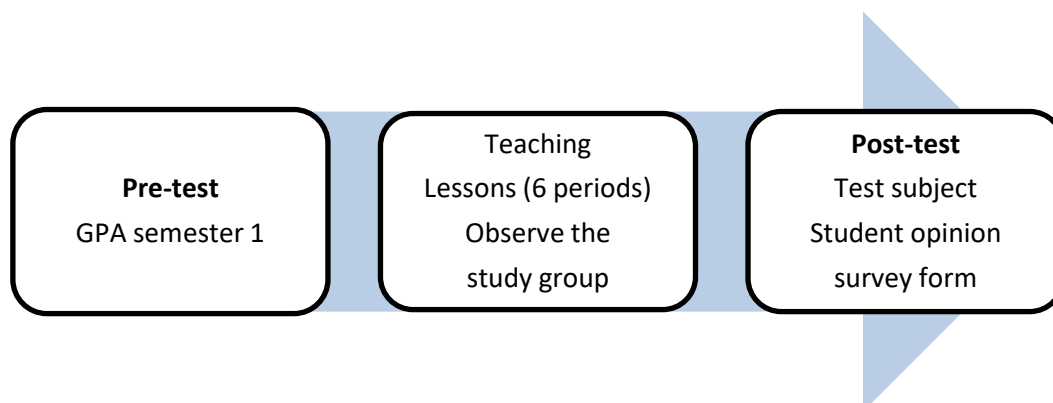 Pre-test
GPA semester 1
Teaching
Lessons (6 periods)
Observe the
study group
Post-test
Test subject
Student opinion
survey form